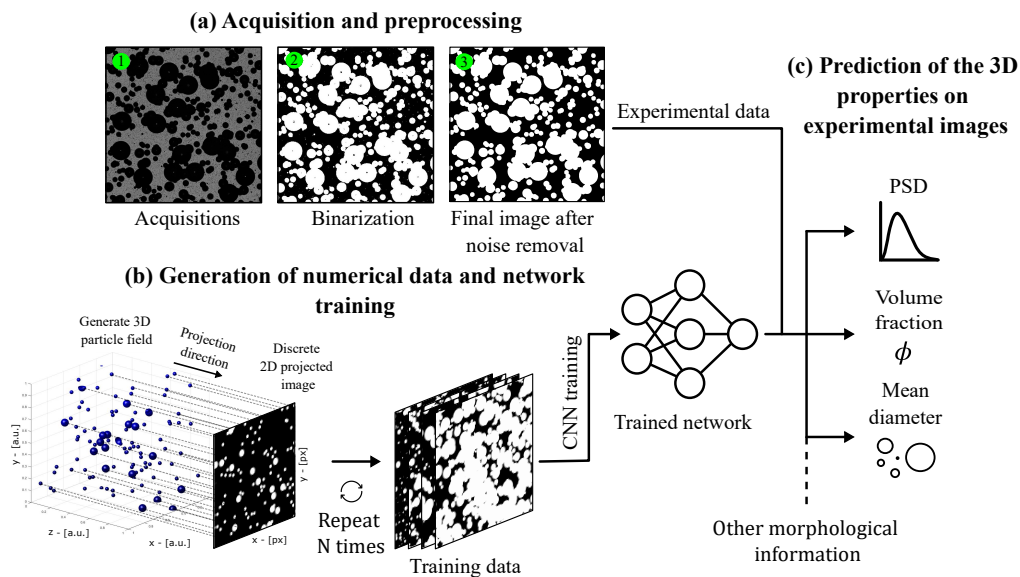 (a) Acquisition and preprocessing
1
2
3
Acquisitions
Binarization
Final image after
noise removal
Experimental data
(b) Generation of numerical data and network
training
Generate 3D
particle field
Projection
direction
Discrete
2D projected
image
y - [a.u.]
z - [a.u.]
x - [a.u.]
x - [px]
y - [px]
Repeat
N times
Training data
CNN training
Trained network
(c) Prediction of the 3D
properties on
experimental images
PSD
Volume
fraction
ϕ
Mean
diameter
Other morphological
information